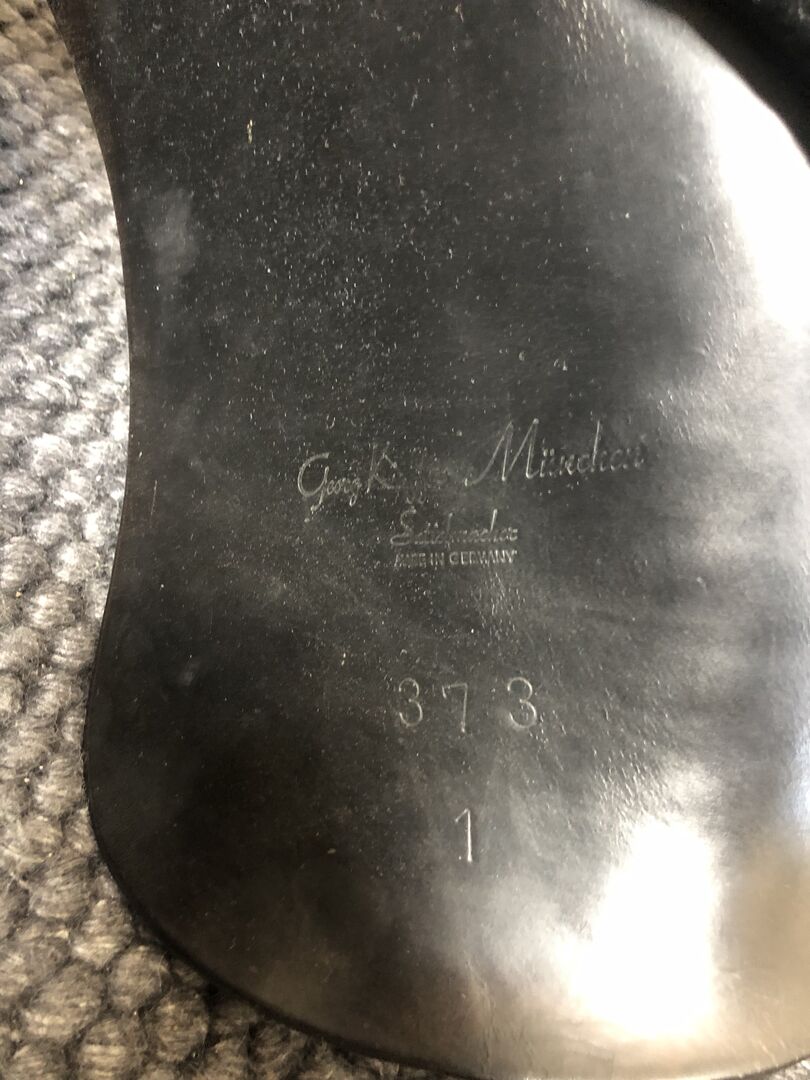 Georg München
MADE IN GERMANY
373
1